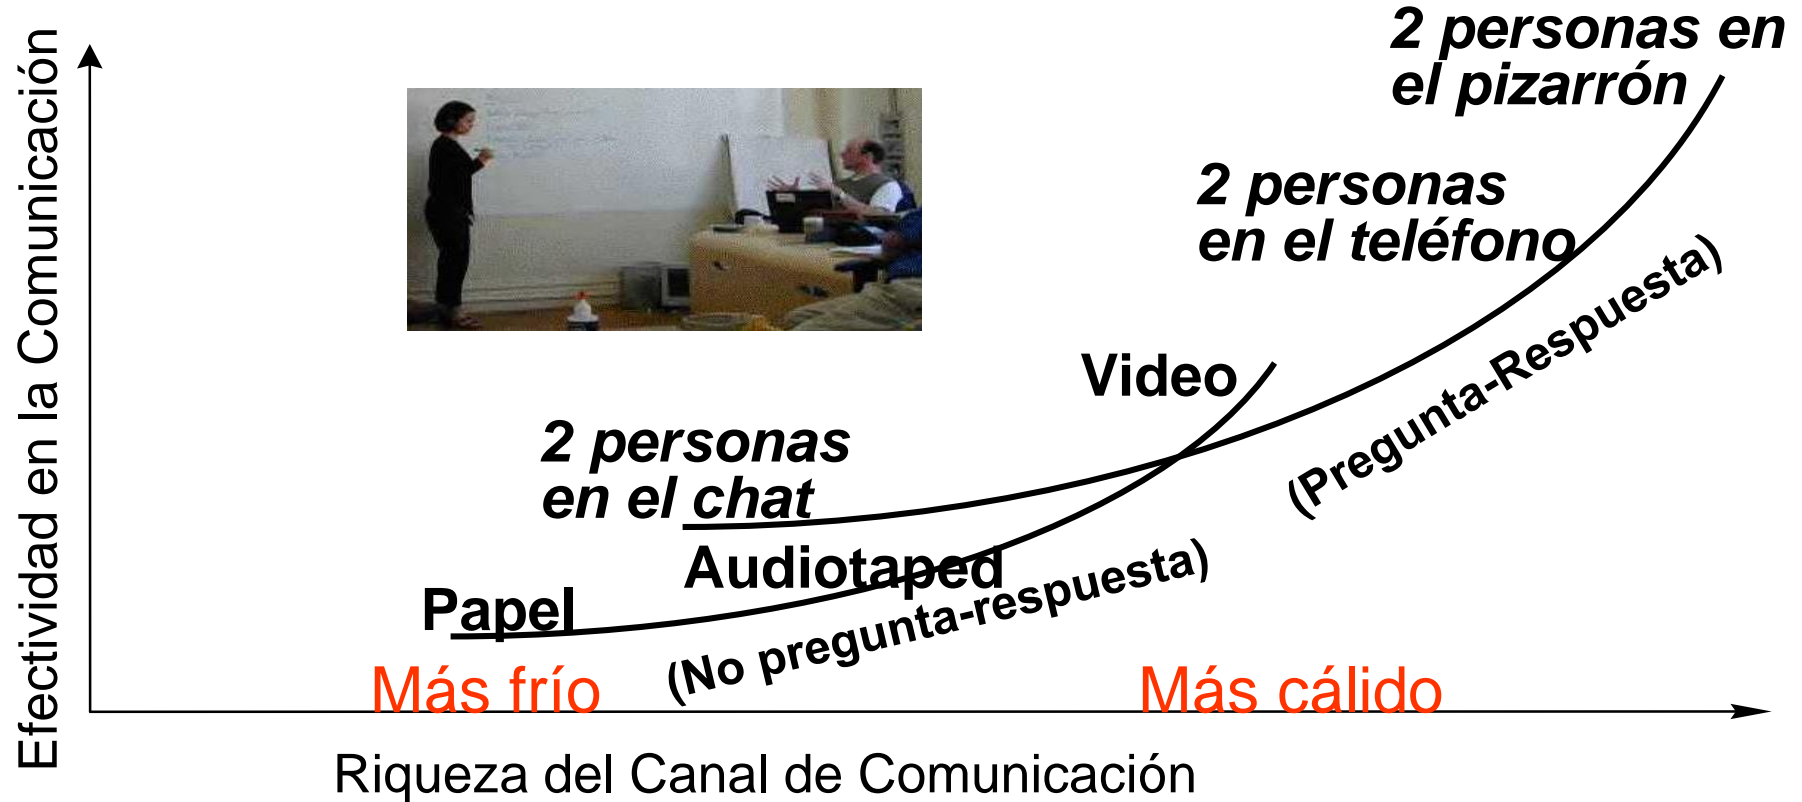 Efectividad en la Comunicación
2 personas en
el pizarrón
2 personas
en el teléfono
Video
(Pregunta-Respuesta)
2 personas
en el chat
Audiotaped
Papel
(No pregunta-respuesta)
Más frío
Más cálido
Riqueza del Canal de Comunicación